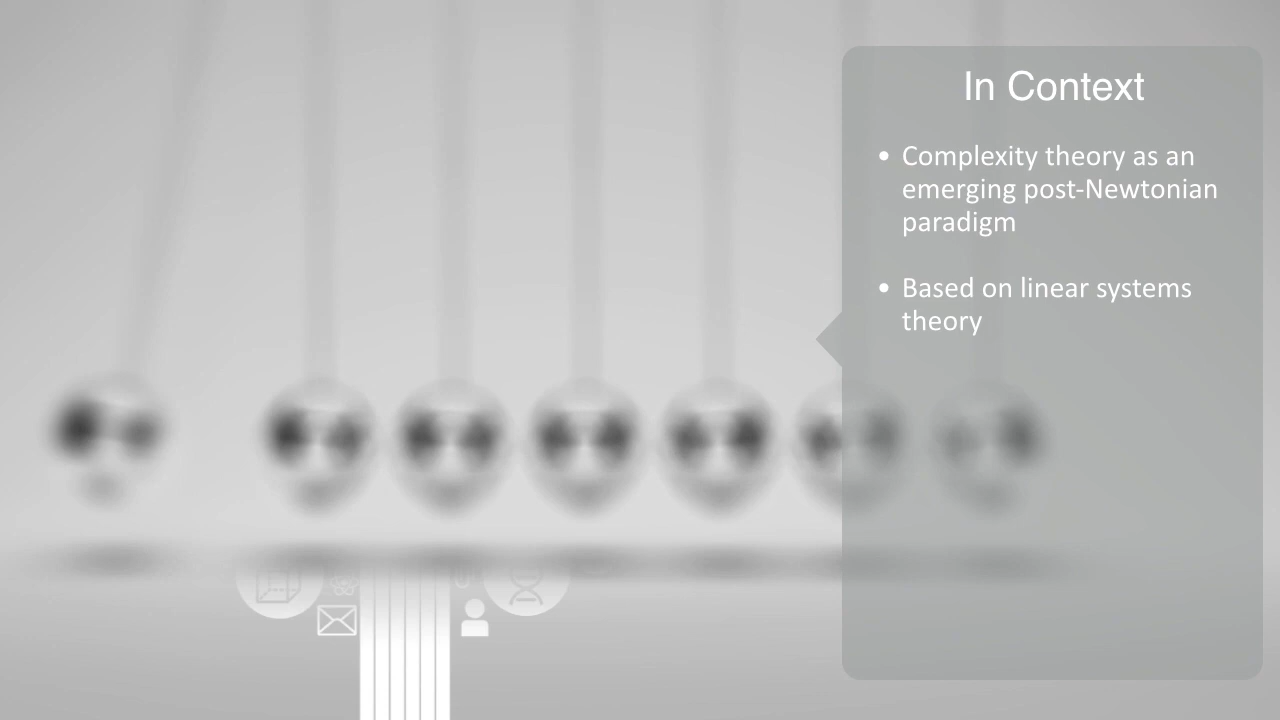 In Context
• Complexity theory as an
emerging post-Newtonian
paradigm
• Based on linear systems
theory